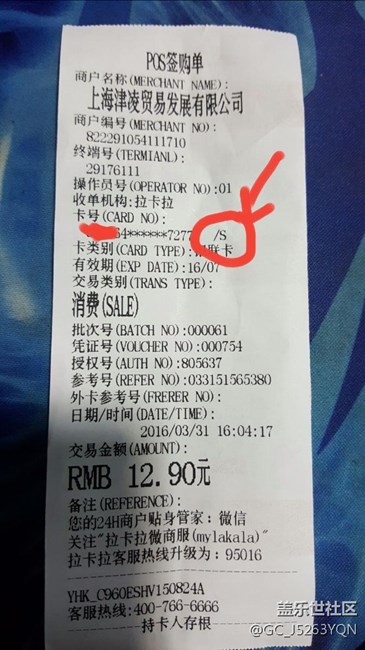 POS签购单
商户名称(MERCHANT NAME):
上海津凌贸易发展有限公司
商户编号(MERCHANT NO):
822291054111710
终端号(TERMIANL):
29176111
操作员号(OPERATOR NO):01
收单机构:拉卡拉
卡号(CARD NO):
54******7277 /S
卡类别(CARD TYPE):联卡
有效期(EXP DATE):16/07
交易类别(TRANS TYPE):
消费(SALE)
批次号(BATCH NO):000061
凭证号(VOUCHER NO):000754
授权号(AUTH NO):805637
参考号(REFER NO):033151565380
外卡参考号(FRERER NO):
日期/时间(DATE/TIME):
2016/03/31 16:04:17
交易金额(AMOUNT):
RMB 12.90元
备注(REFERENCE):
您的24H商户贴身管家：微信
关注"拉卡拉微商服(mylakala)"
拉卡拉客服热线升级为：95016
YHK_C960ESHV150824A
客服热线:400-766-6666
持卡人存根
盖乐世社区
@GC_J5263YQN